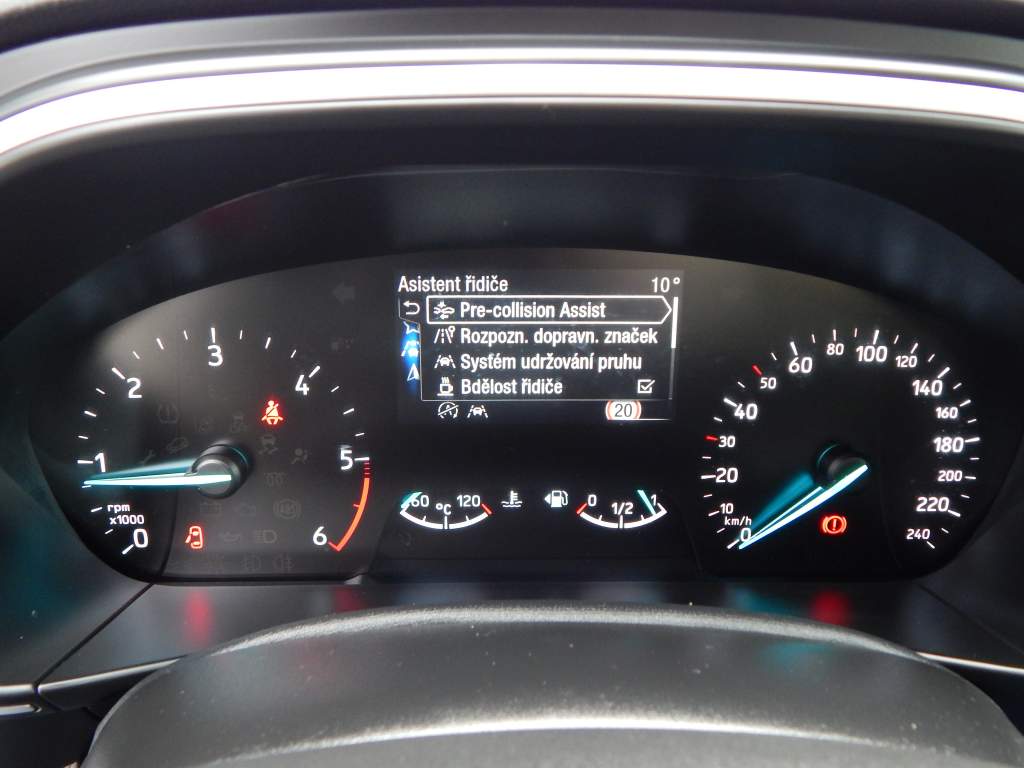 Asistent řidiče 10°
Pre-collision Assist
Rozpozn. dopravn. značek
Systém udržování pruhu
Bdělost řidiče
20
0 1 2 3 4 5 6
rpm
x1000
60 120
°C
0 1/2 1
0 10 20 30 40 50 60 80 100 120 140 160 180 200 220 240
km/h